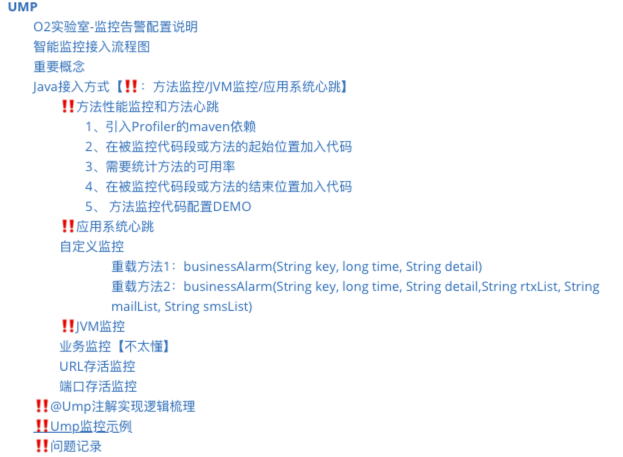 UMP
O2实验室-监控告警配置说明
智能监控接入流程图
重要概念
Java接入方式【‼️：方法监控/JVM监控/应用系统心跳】
‼️方法性能监控和方法心跳
1、引入Profiler的maven依赖
2、在被监控代码段或方法的起始位置加入代码
3、需要统计方法的可用率
4、在被监控代码段或方法的结束位置加入代码
5、 方法监控代码配置DEMO
‼️应用系统心跳
自定义监控
重载方法1：businessAlarm(String key, long time, String detail)
重载方法2：businessAlarm(String key, long time, String detail,String rtxList, String
mailList, String smsList)
‼️JVM监控
业务监控【不太懂】
URL存活监控
端口存活监控
‼️@Ump注解实现逻辑梳理
‼️Ump监控示例
‼️问题记录